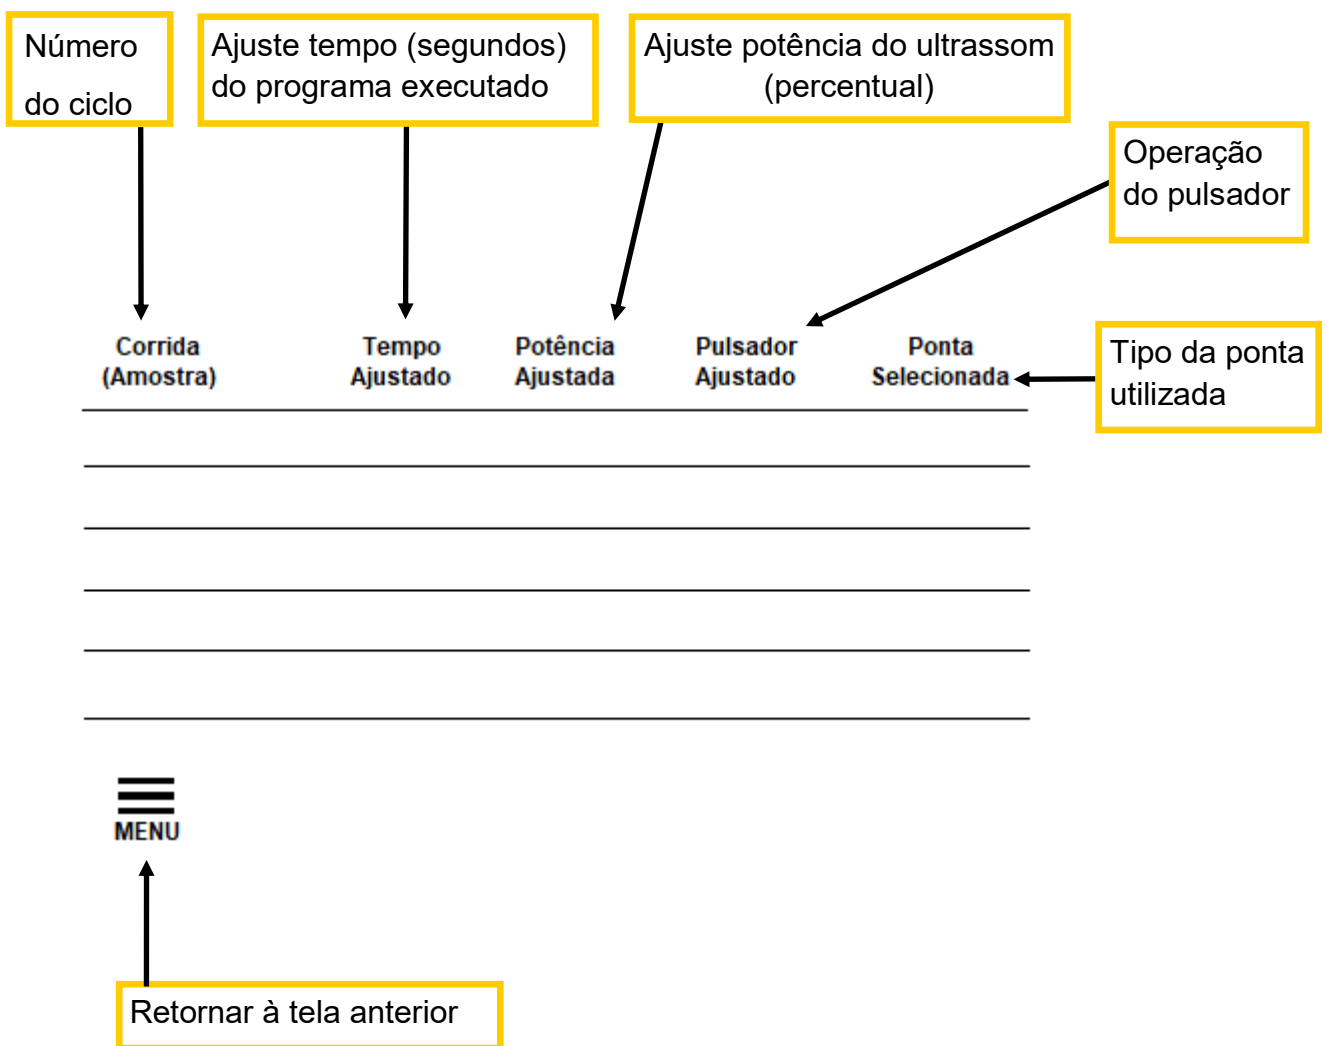 Número
do ciclo
Ajuste tempo (segundos)
do programa executado
Ajuste potência do ultrassom
(percentual)
Operação
do pulsador
Corrida
(Amostra)
Tempo
Ajustado
Potência
Ajustada
Pulsador
Ajustado
Ponta
Selecionada
Tipo da ponta
utilizada
MENU
Retornar à tela anterior